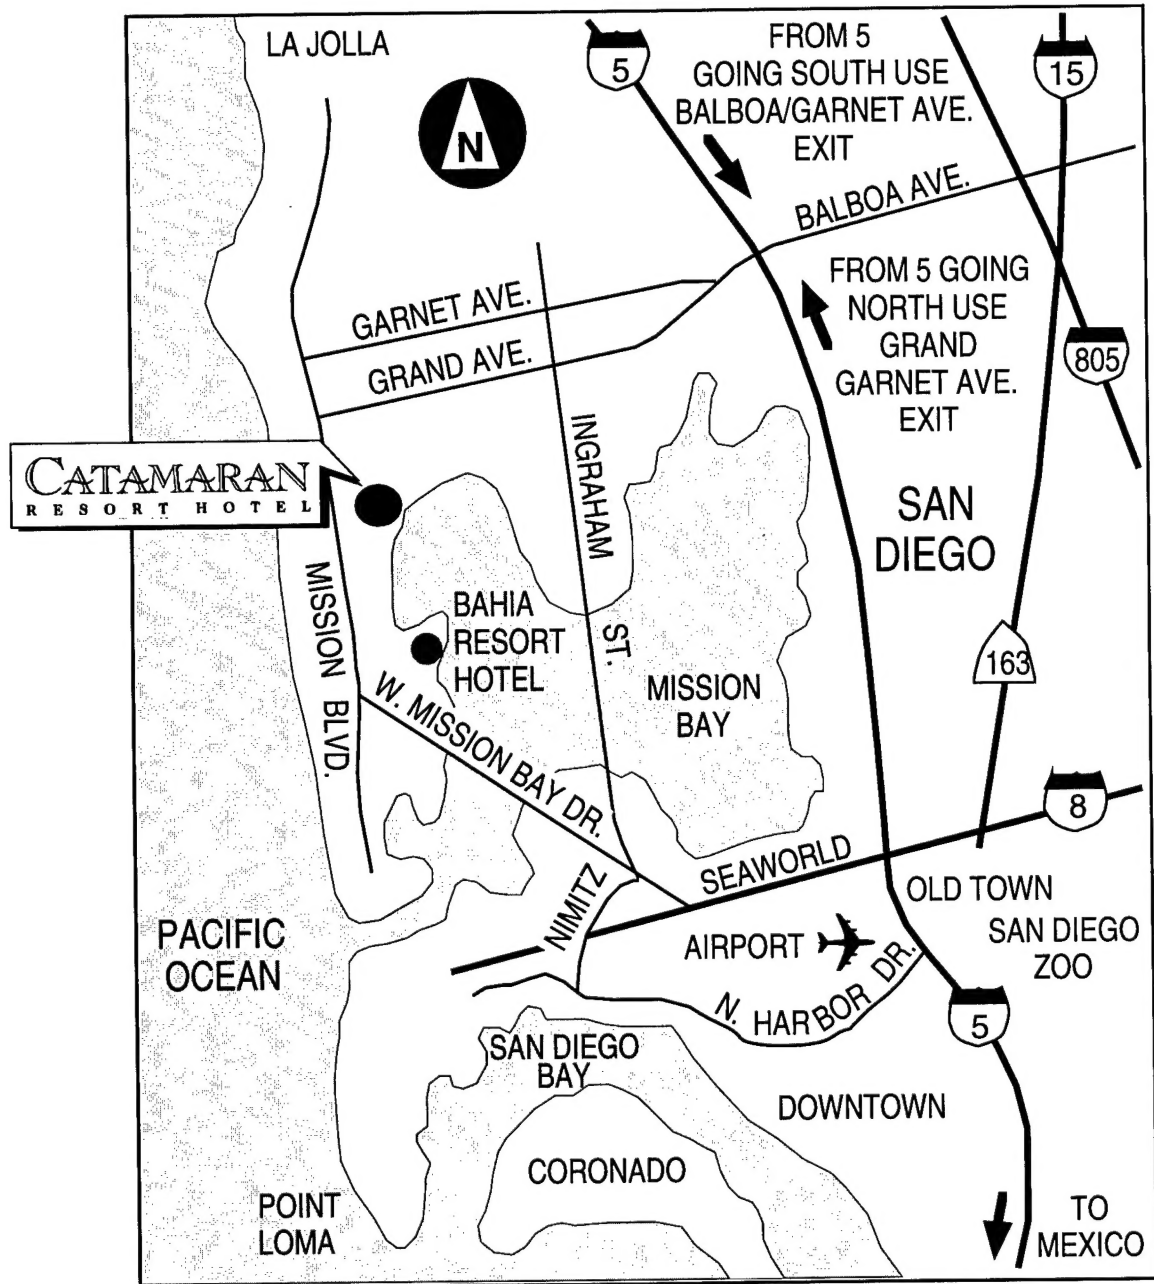 LA JOLLA
N
5
FROM 5
GOING SOUTH USE
BALBOA/GARNET AVE.
EXIT
15
BALBOA AVE.
GARNET AVE.
GRAND AVE.
FROM 5 GOING
NORTH USE
GRAND
GARNET AVE.
EXIT
805
INGRAHAM ST.
CATAMARAN
RESORT HOTEL
SAN
DIEGO
MISSION BLVD.
BAHIA
RESORT
HOTEL
163
MISSION
BAY
W. MISSION BAY DR.
8
SEAWORLD
NIMITZ
OLD TOWN
PACIFIC
OCEAN
AIRPORT
SAN DIEGO
ZOO
N. HARBOR DR.
5
SAN DIEGO
BAY
DOWNTOWN
CORONADO
POINT
LOMA
TO
MEXICO